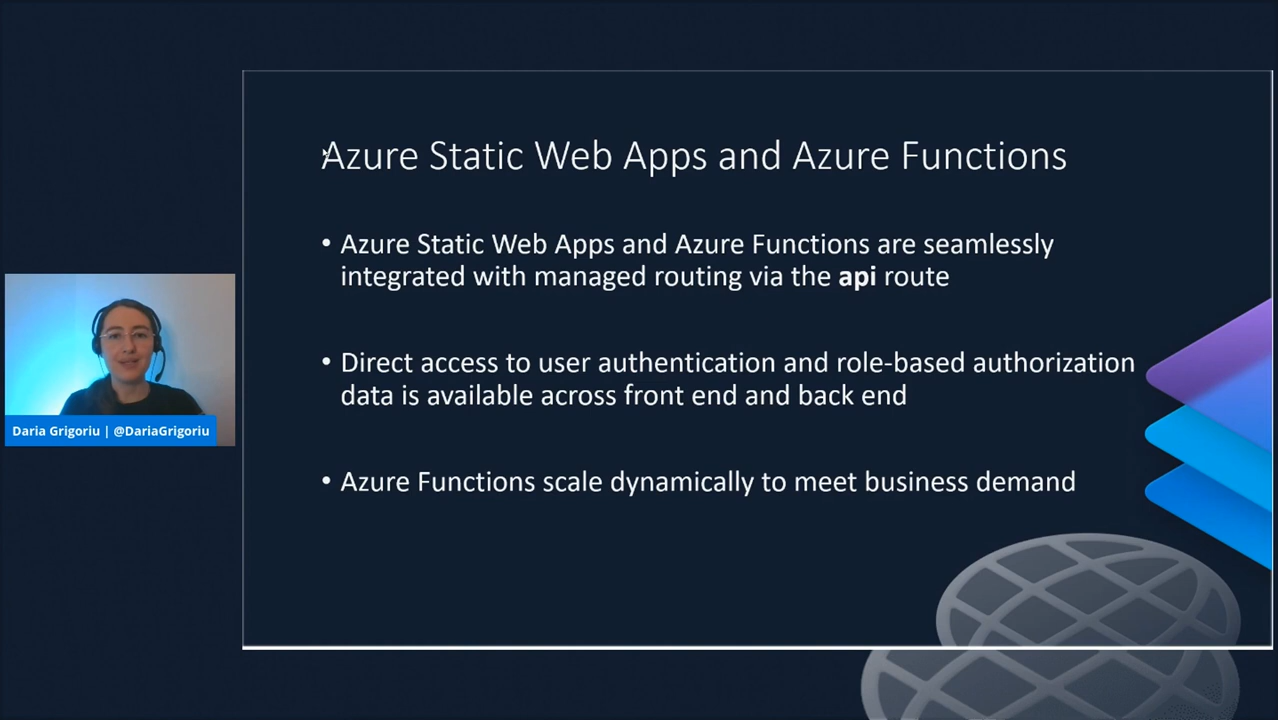 Azure Static Web Apps and Azure Functions
• Azure Static Web Apps and Azure Functions are seamlessly
integrated with managed routing via the api route
• Direct access to user authentication and role-based authorization
data is available across front end and back end
• Azure Functions scale dynamically to meet business demand
Daria Grigoriu | @DariaGrigoriu